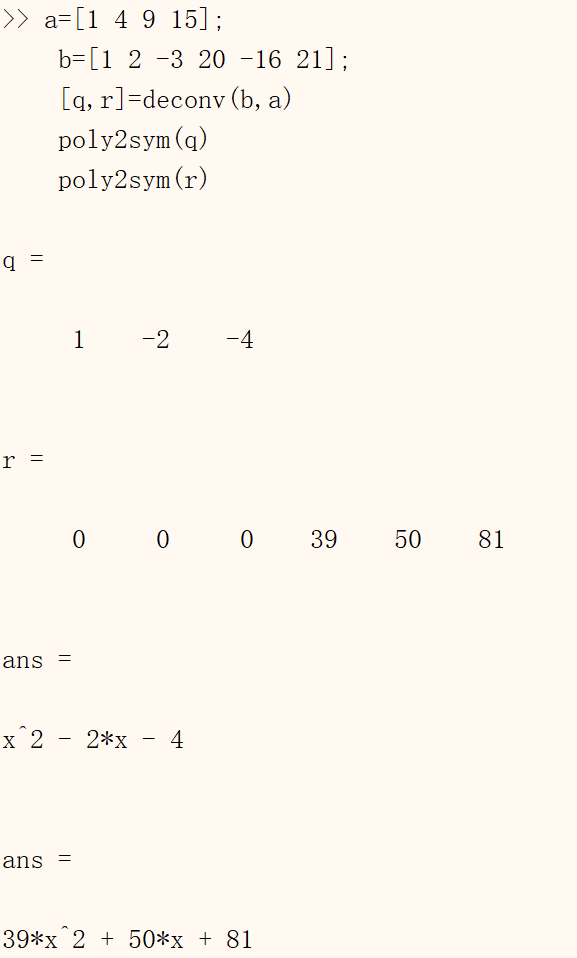 >> a=[1 4 9 15];
b=[1 2 -3 20 -16 21];
[q,r]=deconv(b,a)
poly2sym(q)
poly2sym(r)
q =
1 -2 -4
r =
0 0 0 39 50 81
ans =
x^2 - 2*x - 4
ans =
39*x^2 + 50*x + 81